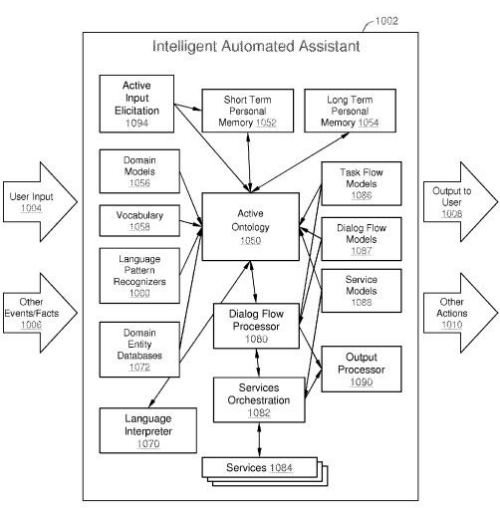 1002
Intelligent Automated Assistant
Active
Input
Elicitation
1094
Short Term
Personal
Memory 1052
Long Term
Personal
Memory 1054
Domain
Models
1056
Task Flow
Models
1086
User Input
1004
Output to
User
1008
Vocabulary
1058
Active
Ontology
1050
Dialog Flow
Models
1087
Language
Pattern
Recognizers
1060
Service
Models
1088
Other
Events/Facts
1006
Other
Actions
1010
Dialog Flow
Processor
1080
Domain
Entity
Databases
1072
Output
Processor
1090
Services
Orchestration
1082
Language
Interpreter
1070
Services 1084